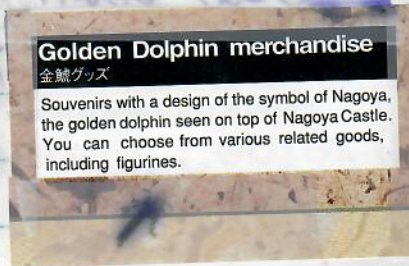 Golden Dolphin merchandise
金鯱グッズ
Souvenirs with a design of the symbol of Nagoya,
the golden dolphin seen on top of Nagoya Castle.
You can choose from various related goods,
including figurines.